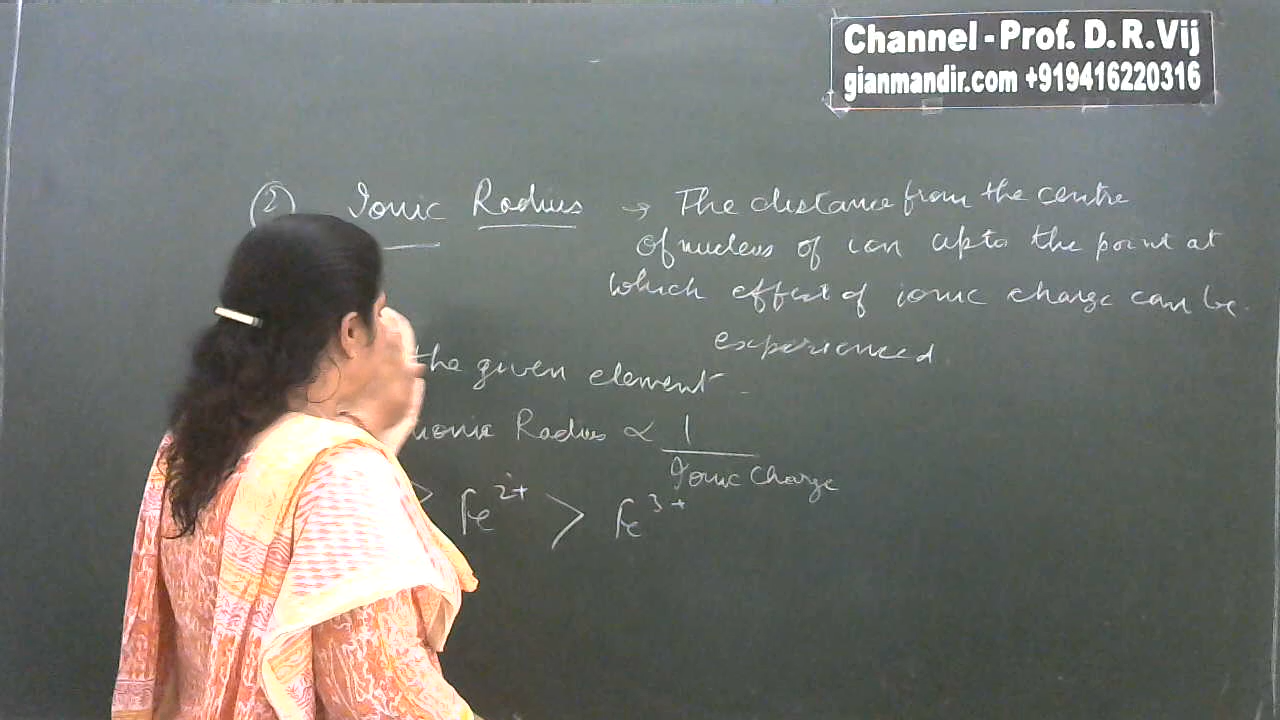 Channel - Prof. D. R. Vij
gianmandir.com +919416220316
(2) Ionic Radius → The distance from the centre
of nucleus of ion upto the point at
which effect of ionic charge can be
experienced
the given element -
Radius ∝ 1
Ionic Charge
> Fe2+ > Fe3+